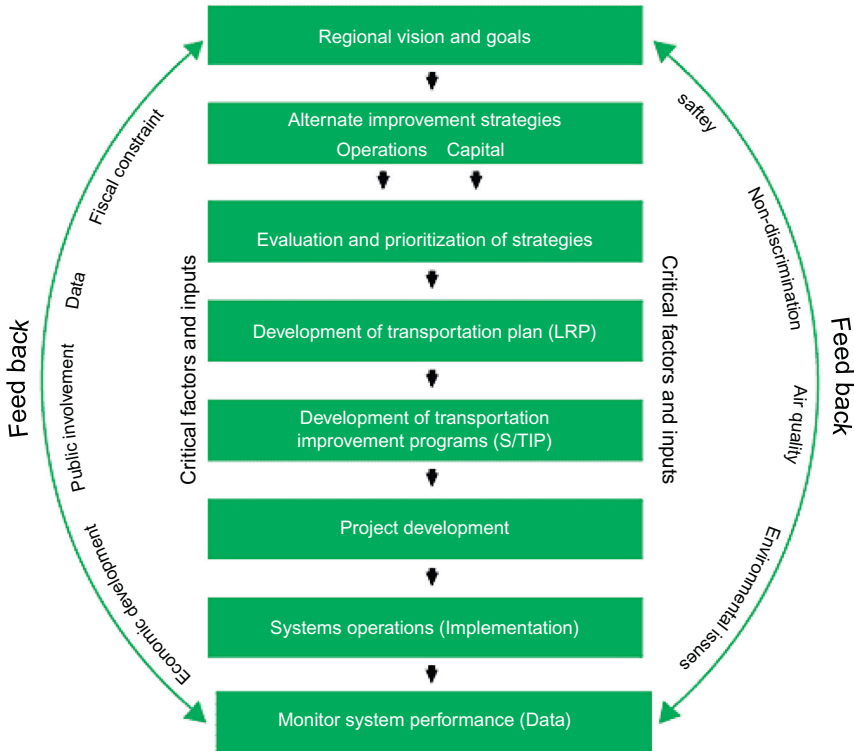 Regional vision and goals
Alternate improvement strategies
Operations Capital
Evaluation and prioritization of strategies
Development of transportation plan (LRP)
Development of transportation
improvement programs (S/TIP)
Project development
Systems operations (Implementation)
Monitor system performance (Data)
Feed back
Fiscal constraint
Data
Public involvement
Economic development
Critical factors and inputs
Critical factors and inputs
saftey
Non-discrimination
Air quality
Environmental issues
Feed back